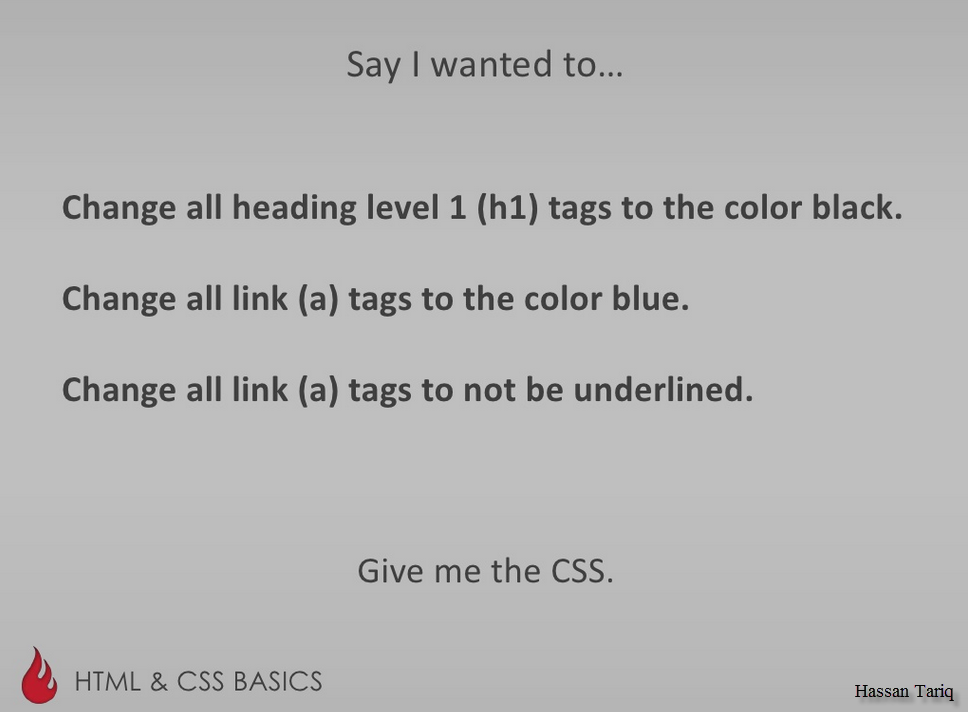 Say I wanted to...
Change all heading level 1 (h1) tags to the color black.
Change all link (a) tags to the color blue.
Change all link (a) tags to not be underlined.
Give me the CSS.
HTML & CSS BASICS
Hassan Tariq